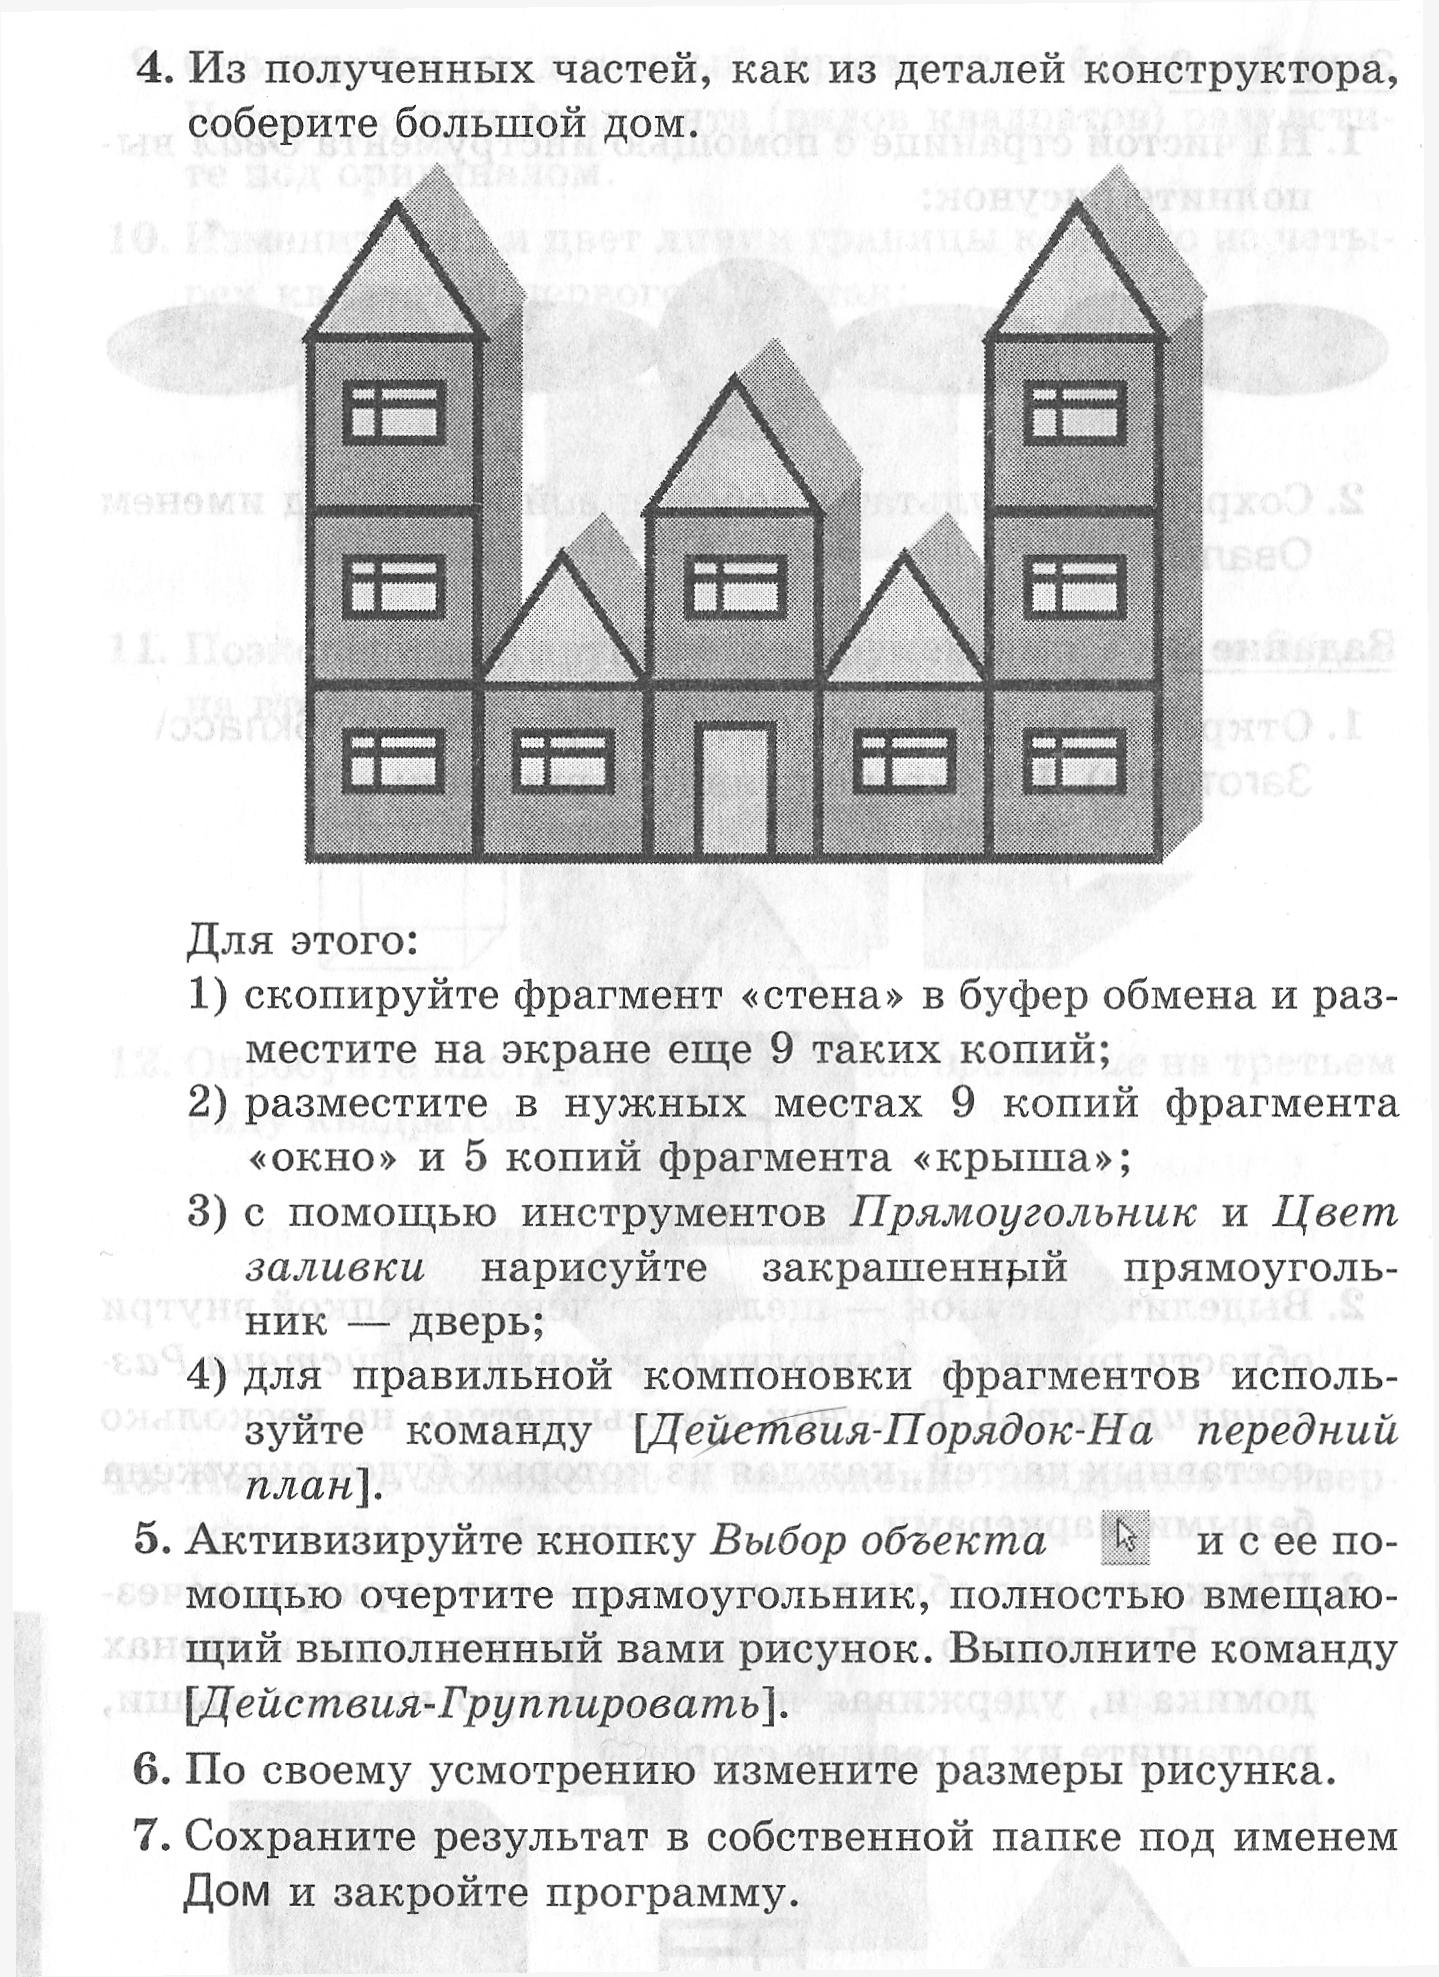 4. Из полученных частей, как из деталей конструктора,
соберите большой дом.
Для этого:
1) скопируйте фрагмент «стена» в буфер обмена и раз-
местите на экране еще 9 таких копий;
2) разместите в нужных местах 9 копий фрагмента
«окно» и 5 копий фрагмента «крыша»;
3) с помощью инструментов Прямоугольник и Цвет
заливки нарисуйте закрашенный прямоуголь-
ник — дверь;
4) для правильной компоновки фрагментов исполь-
зуйте команду [Действия-Порядок-На передний
план].
5. Активизируйте кнопку Выбор объекта и с ее по-
мощью очертите прямоугольник, полностью вмещаю-
щий выполненный вами рисунок. Выполните команду
[Действия-Группировать].
6. По своему усмотрению измените размеры рисунка.
7. Сохраните результат в собственной папке под именем
Дом и закройте программу.